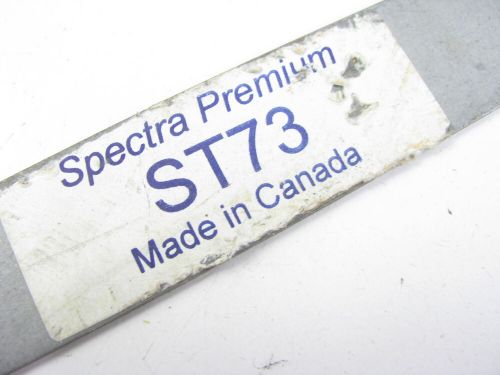 Spectra Premium
ST73
Made in Canada